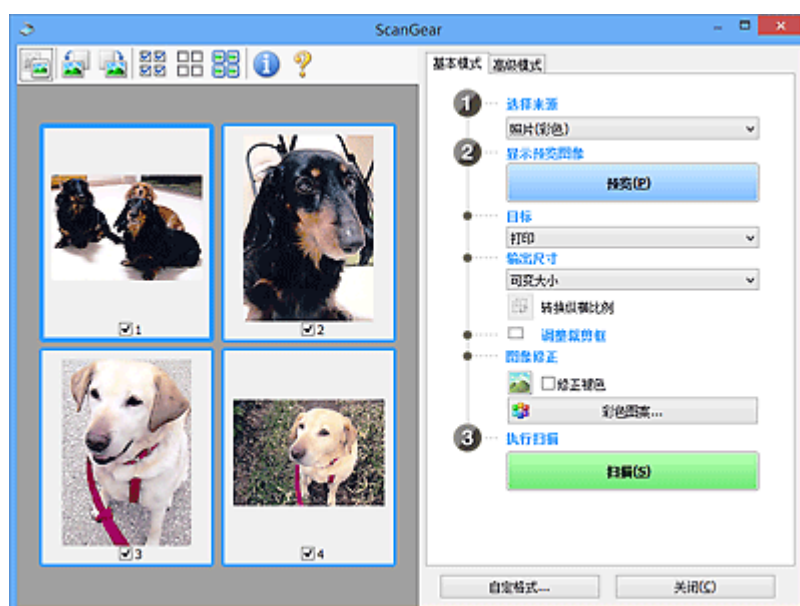 ScanGear
基本模式 高级模式
1 选择来源
照片(彩色)
2 显示预览图像
预览(P)
目标
打印
输出尺寸
可变大小
转换纵横比例
调整裁剪框
图像修正
修正褪色
彩色图案...
3 执行扫描
扫描(S)
1
2
3
4
自定格式...
关闭(C)